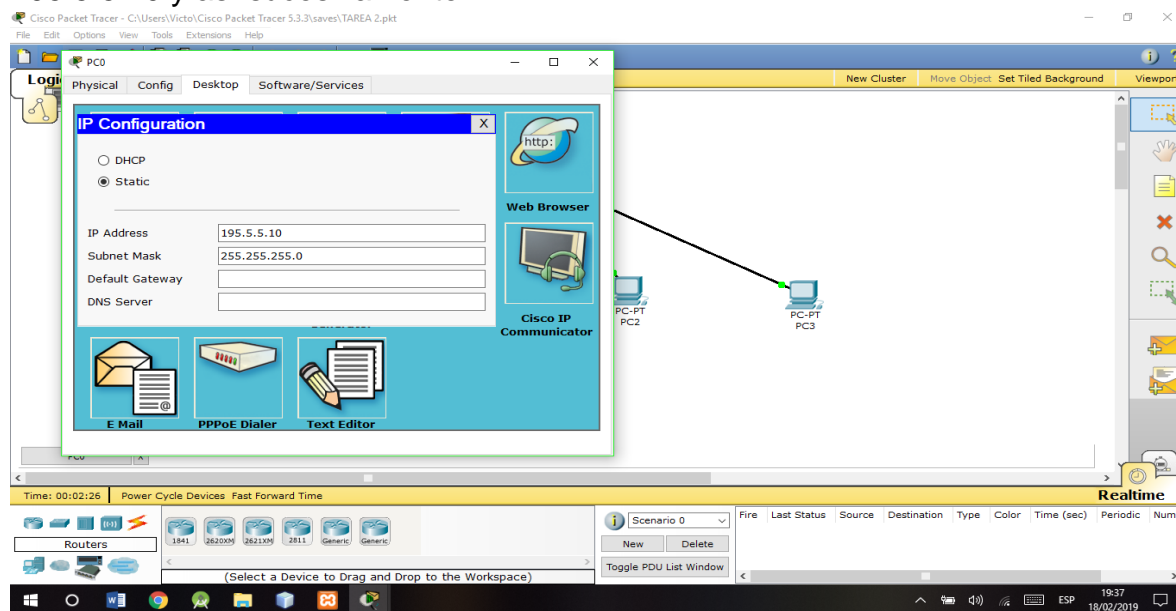 Cisco Packet Tracer - C:\Users\Victo\Cisco Packet Tracer 5.3.3\saves\TAREA 2.pkt
File Edit Options View Tools Extensions Help
PC0
Logi
New Cluster Move Object Set Tiled Background Viewport
Physical Config Desktop Software/Services
IP Configuration X
DHCP
Static
IP Address 195.5.5.10
Subnet Mask 255.255.255.0
Default Gateway
DNS Server
http:
Web Browser
Cisco IP
Communicator
PC-PT
PC2
PC-PT
PC3
E Mail PPPoE Dialer Text Editor
Time: 00:02:26 Power Cycle Devices Fast Forward Time Realtime
Routers
1841 2620XM 2621XM 2811 Generic Generic
(Select a Device to Drag and Drop to the Workspace)
Scenario 0
New Delete
Toggle PDU List Window
Fire Last Status Source Destination Type Color Time (sec) Periodic Num
ESP
19:37
18/02/2019